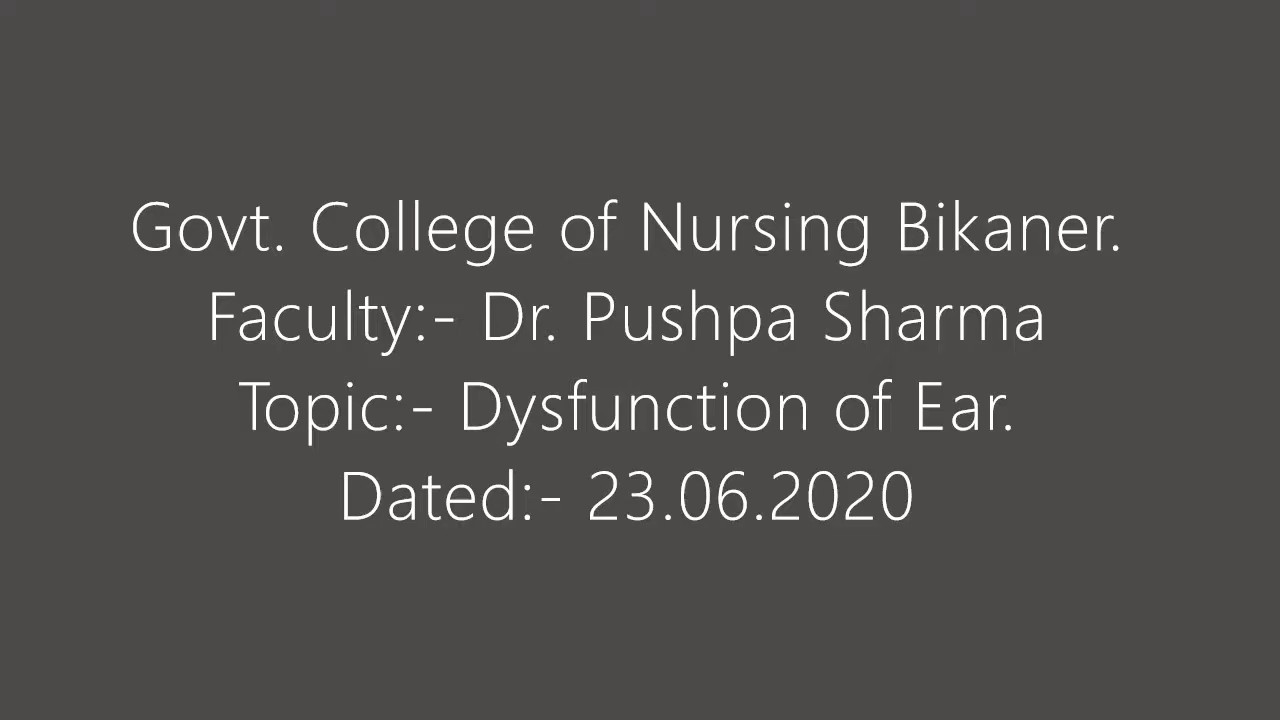 Govt. College of Nursing Bikaner.
Faculty:- Dr. Pushpa Sharma
Topic:- Dysfunction of Ear.
Dated:- 23.06.2020